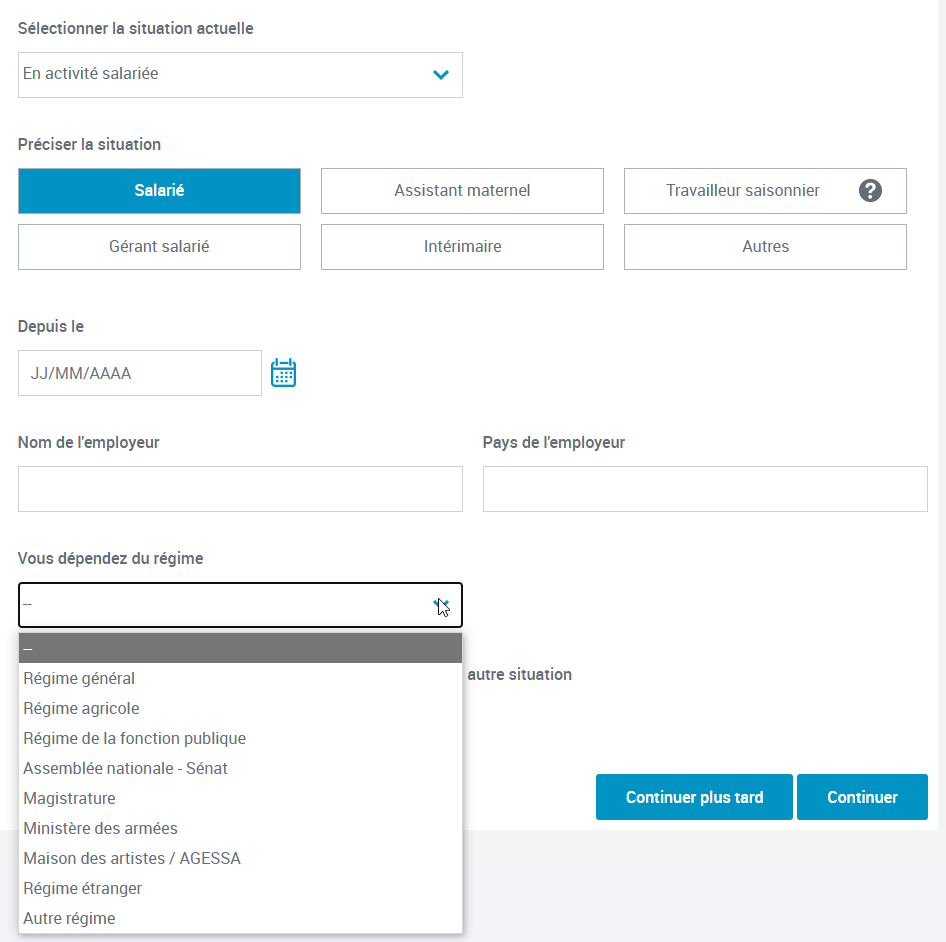 Sélectionner la situation actuelle
En activité salariée
Préciser la situation
Salarié Assistant maternel Travailleur saisonnier ?
Gérant salarié Intérimaire Autres
Depuis le
JJ/MM/AAAA
Nom de l'employeur Pays de l'employeur
Vous dépendez du régime
–
–
Régime général
autre situation
Régime agricole
Régime de la fonction publique
Assemblée nationale - Sénat
Magistrature
Continuer plus tard Continuer
Ministère des armées
Maison des artistes / AGESSA
Régime étranger
Autre régime